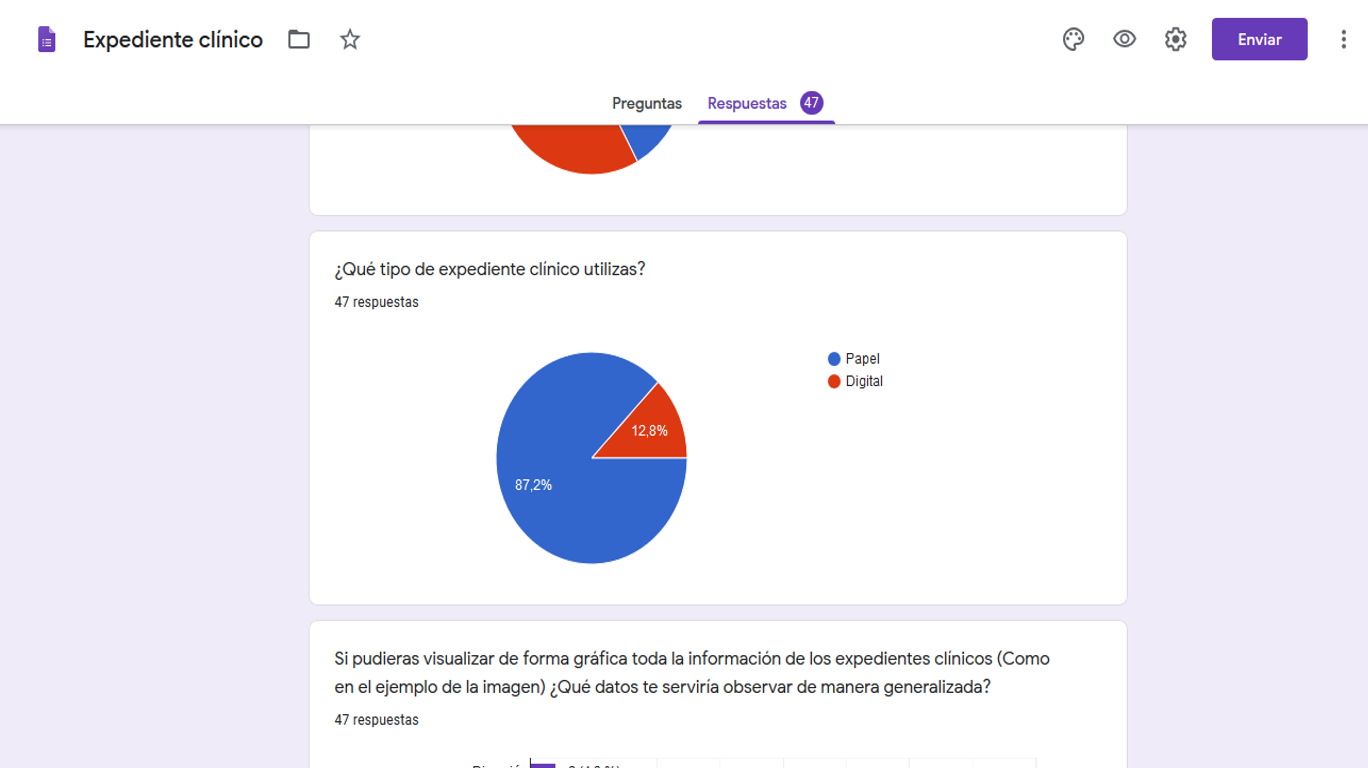 Expediente clínico
Enviar
Preguntas
Respuestas 47
¿Qué tipo de expediente clínico utilizas?
47 respuestas
Papel
Digital
12,8%
87,2%
Si pudieras visualizar de forma gráfica toda la información de los expedientes clínicos (Como
en el ejemplo de la imagen) ¿Qué datos te serviría observar de manera generalizada?
47 respuestas